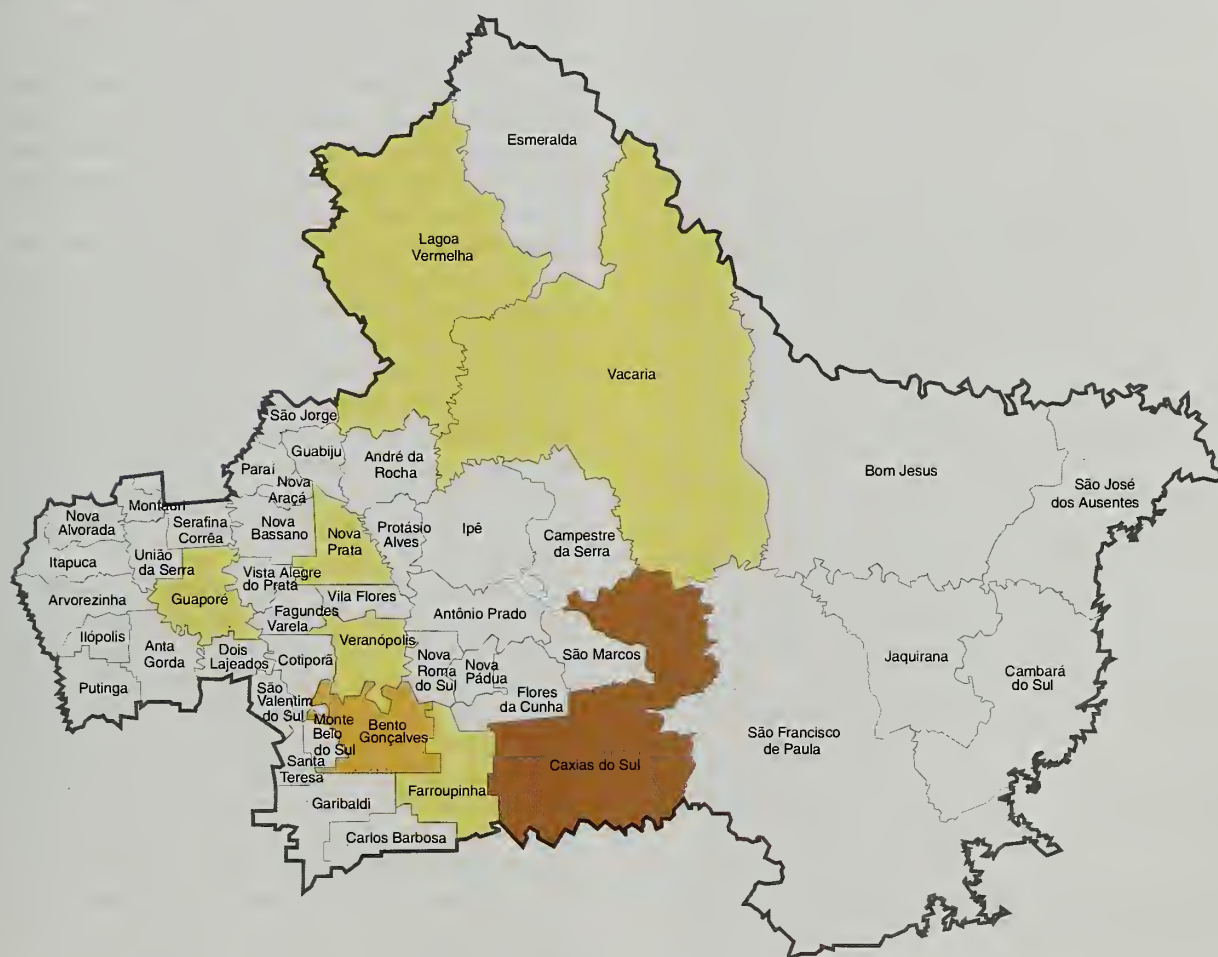 Esmeralda
Lagoa
Vermelha
Vacaria
São Jorge
Guabiju
André da
Rocha
Paraí
Nova
Araçá
Bom Jesus
São José
dos Ausentes
Montauri
Nova
Alvorada
Serafina
Corrêa
Nova
Bassano
Nova
Prata
Protásio
Alves
Ipê
Campestre
da Serra
Itapuca
União
da Serra
Vista Alegre
do Prata
Arvorezinha
Guaporé
Vila Flores
Fagundes
Varela
Antônio Prado
Ilópolis
Anta
Gorda
Dois
Lajeados
Cotiporã
Veranópolis
Nova
Roma
do Sul
Nova
Pádua
São Marcos
Jaquirana
Cambará
do Sul
Putinga
São
Valentim
do Sul
Flores
da Cunha
Monte
Belo
do Sul
Bento
Gonçalves
São Francisco
de Paula
Santa
Teresa
Caxias do Sul
Farroupinha
Garibaldi
Carlos Barbosa